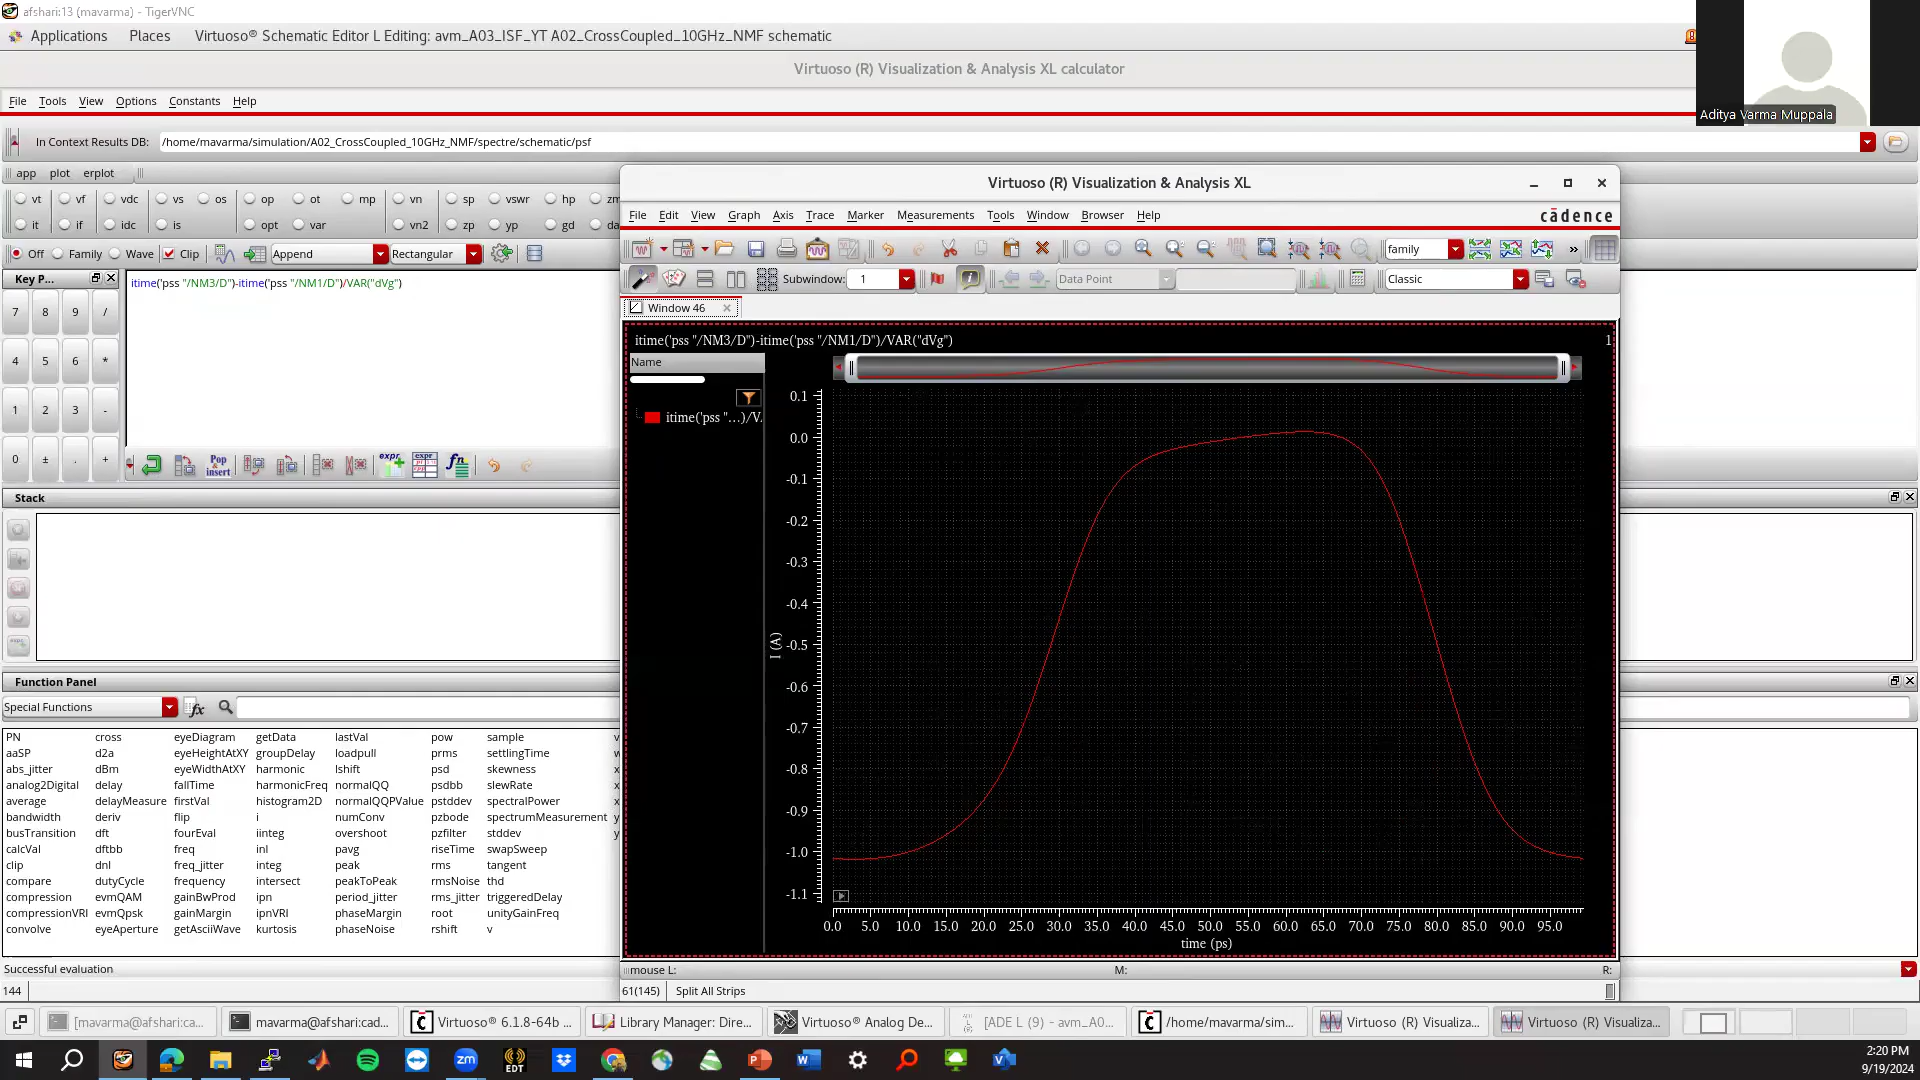 afshari:13 (mavarma) - TigerVNC
Applications Places Virtuoso® Schematic Editor L Editing: avm_A03_ISF_YT A02_CrossCoupled_10GHz_NMF schematic
Virtuoso (R) Visualization & Analysis XL calculator
Aditya Varma Muppala
File Tools View Options Constants Help
In Context Results DB: /home/mavarma/simulation/A02_CrossCoupled_10GHz_NMF/spectre/schematic/psf
app plot erplot
vt vf vdc vs os op ot mp vn sp vswr hp
it if idc is opt var vn2 zp yp gd
Off Family Wave Clip Append Rectangular
Key P...
itime('pss "/NM3/D")-itime('pss "/NM1/D")/VAR("dVg")
7 8 9 /
4 5 6 *
1 2 3 -
0 ± . +
Pop insert expr expr fn
Stack
Function Panel
Special Functions fx
PN cross eyeDiagram getData lastVal pow sample
aaSP d2a eyeHeightAtXY groupDelay loadpull prms settlingTime
abs_jitter dBm eyeWidthAtXY harmonic lshift psd skewness
analog2Digital delay fallTime harmonicFreq normalQQ psdbb slewRate
average delayMeasure firstVal histogram2D normalQQPValue pstddev spectralPower
bandwidth deriv flip i numConv pzbode spectrumMeasurement
busTransition dft fourEval iinteg overshoot pzfilter stddev
calcVal dftbb freq inl pavg riseTime swapSweep
clip dnl freq_jitter integ peak rms tangent
compare dutyCycle frequency intersect peakToPeak rmsNoise thd
compression evmQAM gainBwProd ipn period_jitter rms_jitter triggeredDelay
compressionVRI evmQpsk gainMargin ipnVRI phaseMargin root unityGainFreq
convolve eyeAperture getAsciiWave kurtosis phaseNoise rshift v
Successful evaluation
144
Virtuoso (R) Visualization & Analysis XL
File Edit View Graph Axis Trace Marker Measurements Tools Window Browser Help
cādence
family
Subwindow: 1 Data Point Classic
Window 46
itime('pss "/NM3/D")-itime('pss "/NM1/D")/VAR("dVg") 1
Name
itime('pss "...)/V
0.1
0.0
-0.1
-0.2
-0.3
-0.4
-0.5
-0.6
-0.7
-0.8
-0.9
-1.0
-1.1
I (A)
0.0 5.0 10.0 15.0 20.0 25.0 30.0 35.0 40.0 45.0 50.0 55.0 60.0 65.0 70.0 75.0 80.0 85.0 90.0 95.0
time (ps)
mouse L: M: R:
61(145) Split All Strips
[mavarma@afshari:ca... mavarma@afshari:cad... Virtuoso® 6.1.8-64b ... Library Manager: Dire... Virtuoso® Analog De... [ADE L (9) - avm_A0... /home/mavarma/sim... Virtuoso (R) Visualiza... Virtuoso (R) Visualiza...
zm EDT
2:20 PM
9/19/2024